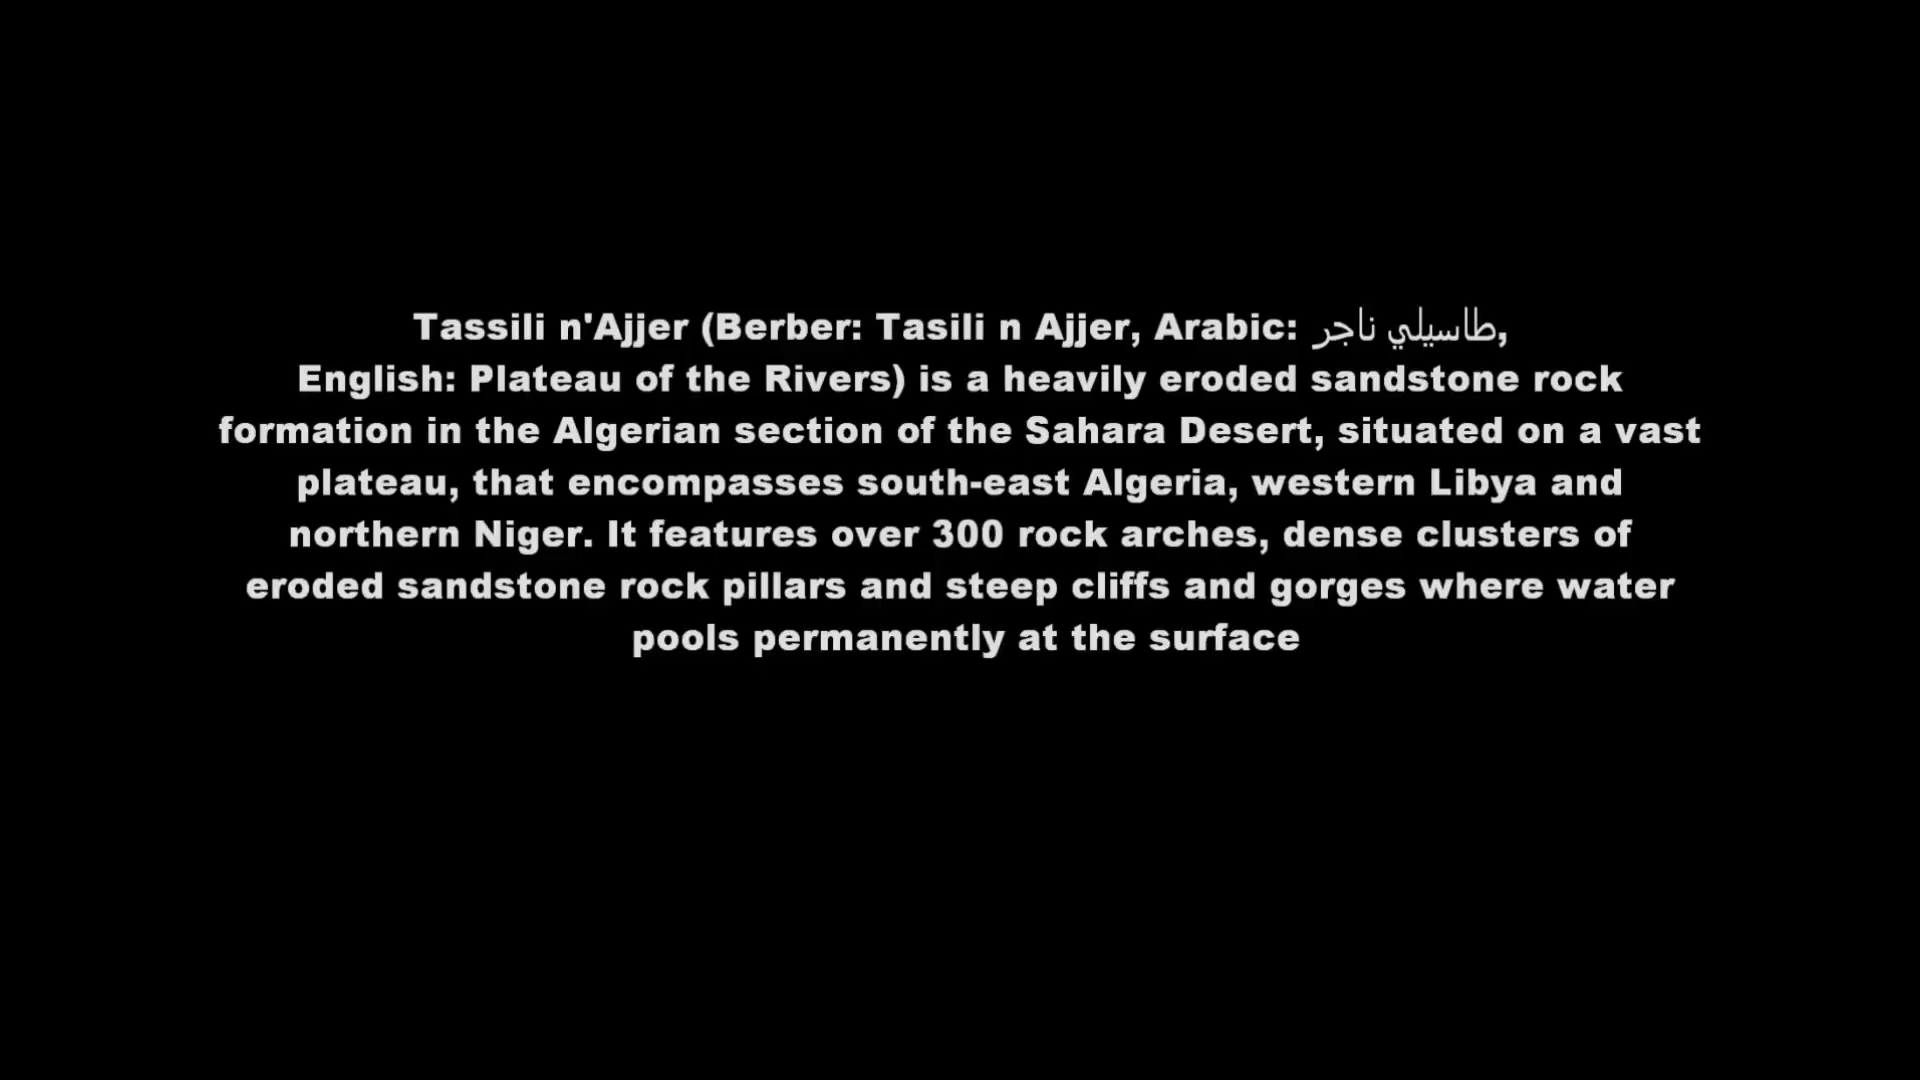 Tassili n'Ajjer (Berber: Tasili n Ajjer, Arabic: طاسيلي ناجر,
English: Plateau of the Rivers) is a heavily eroded sandstone rock
formation in the Algerian section of the Sahara Desert, situated on a vast
plateau, that encompasses south-east Algeria, western Libya and
northern Niger. It features over 300 rock arches, dense clusters of
eroded sandstone rock pillars and steep cliffs and gorges where water
pools permanently at the surface